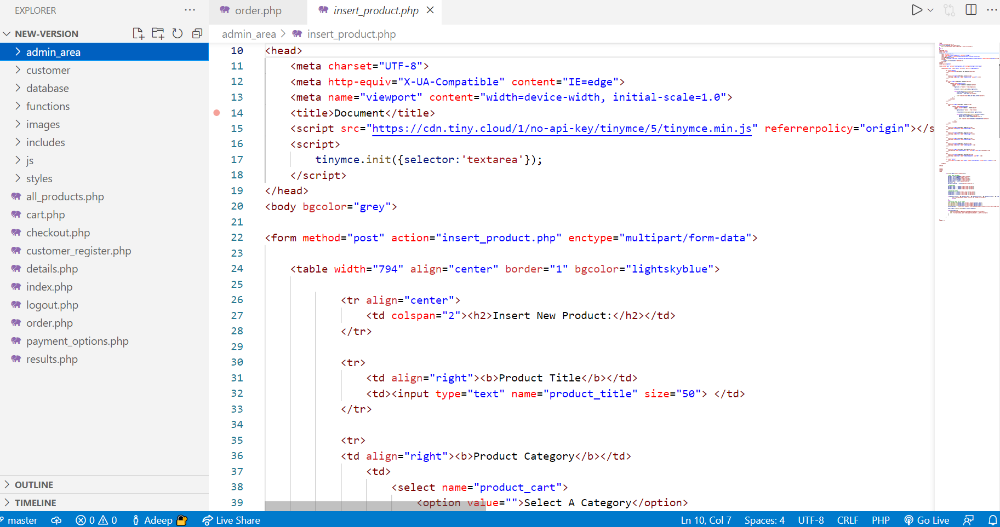 EXPLORER
NEW-VERSION
admin_area
customer
database
functions
images
includes
js
styles
all_products.php
cart.php
checkout.php
customer_register.php
details.php
index.php
logout.php
order.php
payment_options.php
results.php
OUTLINE
TIMELINE
order.php
insert_product.php
admin_area > insert_product.php
10 <head>
11 <meta charset="UTF-8">
12 <meta http-equiv="X-UA-Compatible" content="IE=edge">
13 <meta name="viewport" content="width=device-width, initial-scale=1.0">
14 <title>Document</title>
15 <script src="https://cdn.tiny.cloud/1/no-api-key/tinymce/5/tinymce.min.js" referrerpolicy="origin"></s
16 <script>
17 tinymce.init({selector:'textarea'});
18 </script>
19 </head>
20 <body bgcolor="grey">
21
22 <form method="post" action="insert_product.php" enctype="multipart/form-data">
23
24 <table width="794" align="center" border="1" bgcolor="lightskyblue">
25
26 <tr align="center">
27 <td colspan="2"><h2>Insert New Product:</h2></td>
28 </tr>
29
30 <tr>
31 <td align="right"><b>Product Title</b></td>
32 <td><input type="text" name="product_title" size="50"> </td>
33 </tr>
34
35 <tr>
36 <td align="right"><b>Product Category</b></td>
37 <td>
38 <select name="product_cart">
39 <option value="">Select A Category</option>
master
0 0
Adeep
Live Share
Ln 10, Col 7
Spaces: 4
UTF-8
CRLF
PHP
Go Live